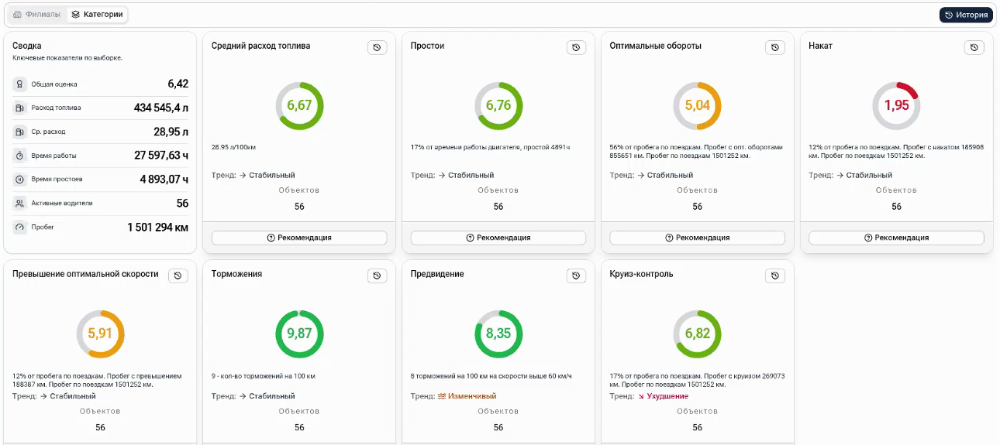 Филиалы
Категории
История
Сводка
Ключевые показатели по выборке.
Общая оценка 6,42
Расход топлива 434 545,4 л
Ср. расход 28,95 л
Время работы 27 597,63 ч
Время простоев 4 893,07 ч
Активные водители 56
Пробег 1 501 294 км
Средний расход топлива
6,67
28.95 л/100км
Тренд: → Стабильный
Объектов
56
Рекомендация
Простои
6,76
17% от времени работы двигателя, простой 4891ч
Тренд: → Стабильный
Объектов
56
Рекомендация
Оптимальные обороты
5,04
56% от пробега по поездкам. Пробег с опт. оборотами
855651 км. Пробег по поездкам 1501252 км.
Тренд: → Стабильный
Объектов
56
Рекомендация
Накат
1,95
12% от пробега по поездкам. Пробег с накатом 185908
км. Пробег по поездкам 1501252 км.
Тренд: → Стабильный
Объектов
56
Рекомендация
Превышение оптимальной скорости
5,91
12% от пробега по поездкам. Пробег с превышением
188387 км. Пробег по поездкам 1501252 км.
Тренд: → Стабильный
Объектов
56
Торможения
9,87
9 - кол-во торможений на 100 км
Тренд: → Стабильный
Объектов
56
Предвидение
8,35
8 торможений на 100 км на скорости выше 60 км/ч
Тренд: Изменчивый
Объектов
56
Круиз-контроль
6,82
17% от пробега по поездкам. Пробег с круизом 269073
км. Пробег по поездкам 1501252 км.
Тренд: ↘ Ухудшение
Объектов
56